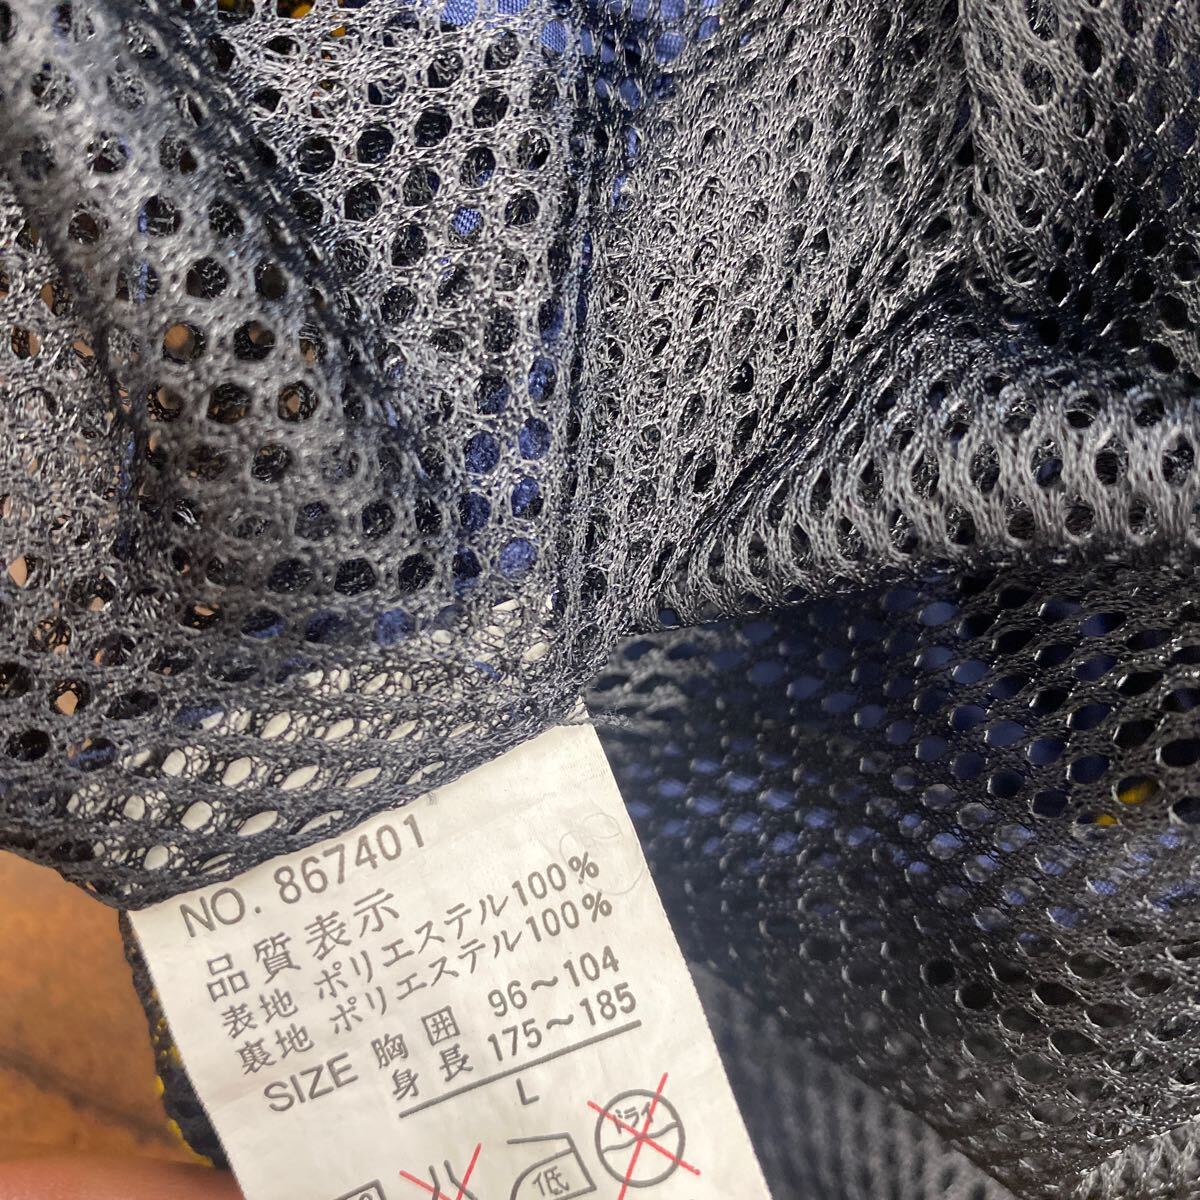 NO. 867401
品質表示
表地 ポリエステル100%
裏地 ポリエステル100%
SIZE 胸囲 96~104
身長 175~185
L
ドライ
低